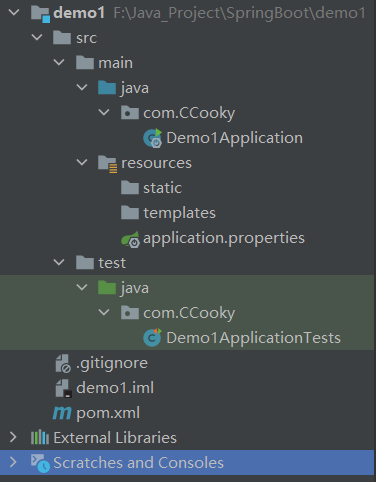 demo1 F:\Java_Project\SpringBoot\demo1
src
main
java
com.CCooky
Demo1Application
resources
static
templates
application.properties
test
java
com.CCooky
Demo1ApplicationTests
.gitignore
demo1.iml
pom.xml
External Libraries
Scratches and Consoles